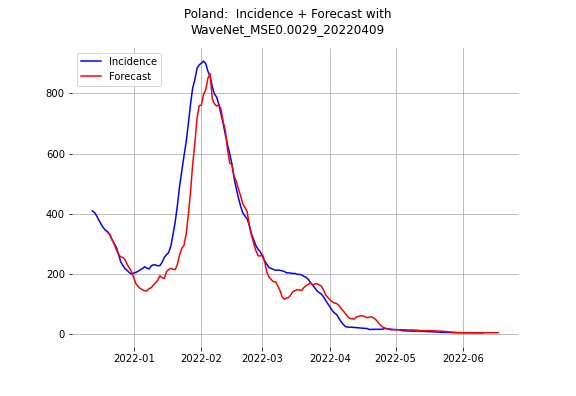 Poland:  Incidence + Forecast with
WaveNet_MSE0.0029_20220409
Incidence
Forecast
800
600
400
200
0
2022-01 2022-02 2022-03 2022-04 2022-05 2022-06